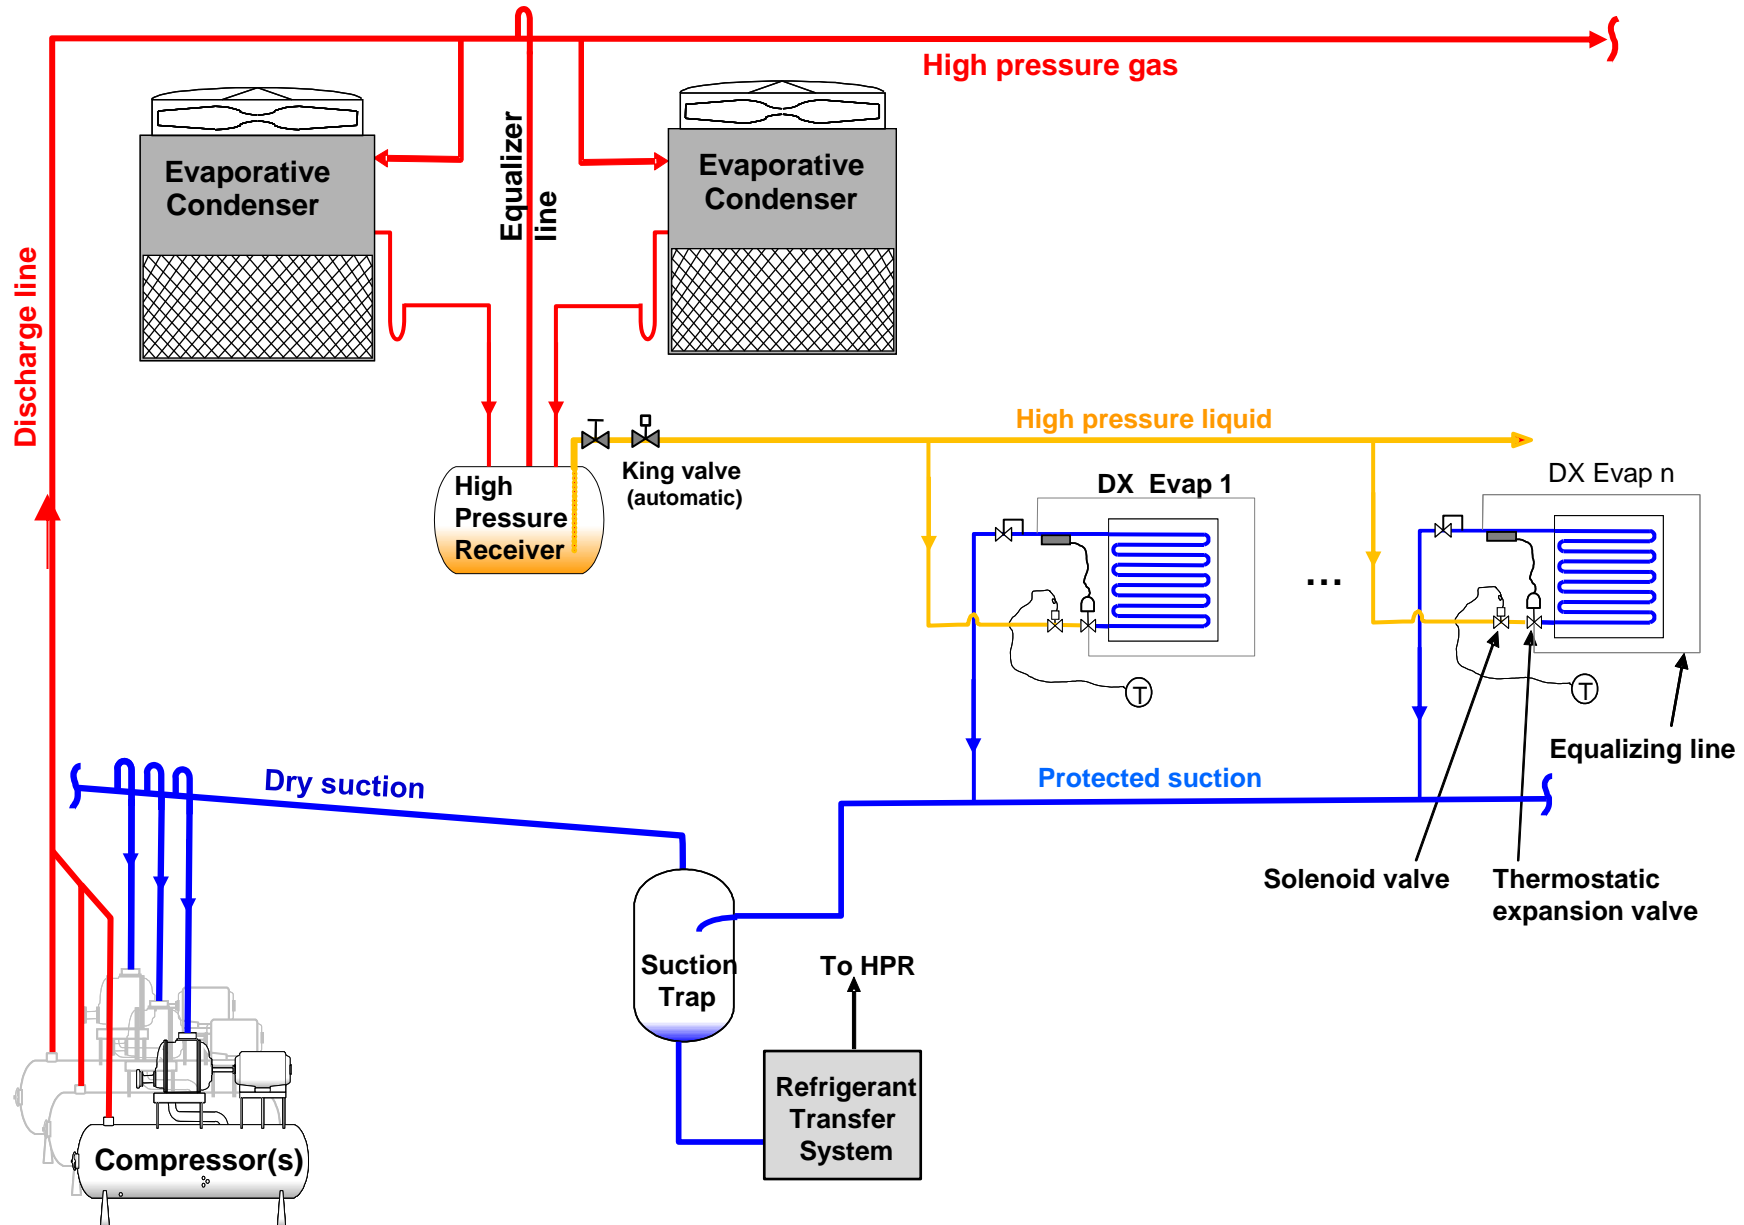 High pressure gas
Evaporative
Condenser
Equalizer
line
Evaporative
Condenser
Discharge line
High pressure liquid
King valve
(automatic)
High
Pressure
Receiver
DX Evap 1
DX Evap n
...
T
T
Equalizing line
Dry suction
Protected suction
Solenoid valve
Thermostatic
expansion valve
Suction
Trap
To HPR
Refrigerant
Transfer
System
Compressor(s)